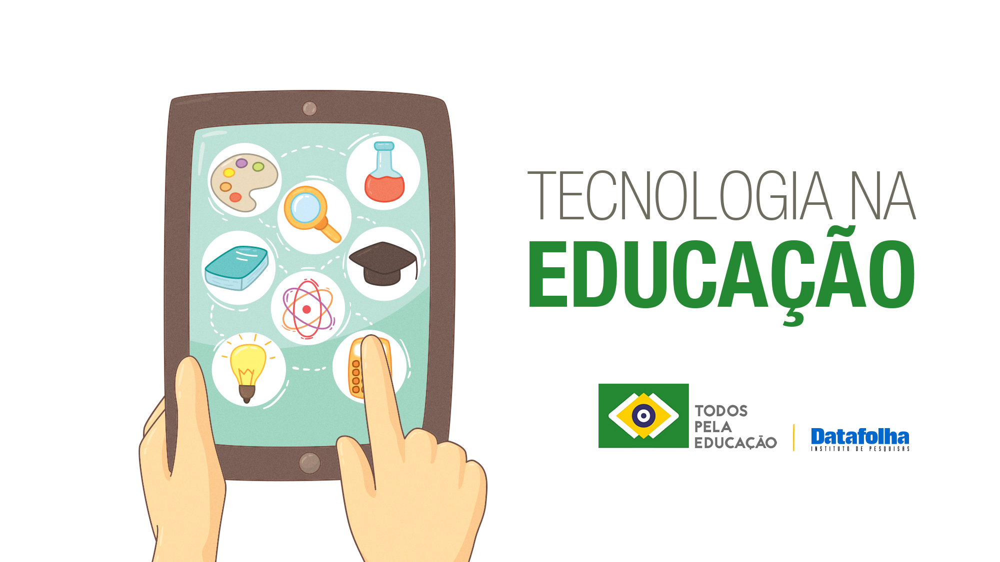 TECNOLOGIA NA
EDUCAÇÃO
TODOS
PELA
EDUCAÇÃO
Datafolha
INSTITUTO DE PESQUISAS